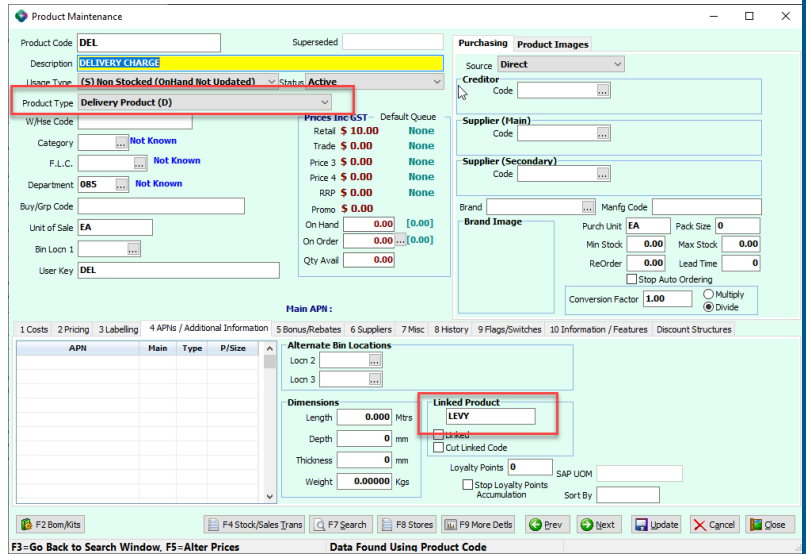 Product Maintenance
Product Code DEL Superseded
Description DELIVERY CHARGE
Usage Type (S) Non Stocked (OnHand Not Updated) Status Active
Product Type Delivery Product (D)
W/Hse Code
Category ... Not Known
F.L.C. ... Not Known
Department 085 ... Not Known
Buy/Grp Code
Unit of Sale EA
Bin Locn 1 ...
User Key DEL
Prices Inc GST Default Queue
Retail $ 10.00 None
Trade $ 0.00 None
Price 3 $ 0.00 None
Price 4 $ 0.00 None
RRP $ 0.00 None
Promo $ 0.00
On Hand 0.00 [0.00]
On Order 0.00 ... [0.00]
Qty Avail 0.00
Main APN :
Purchasing Product Images
Source Direct
Creditor
Code ...
Supplier (Main)
Code ...
Supplier (Secondary)
Code ...
Brand ... Manfg Code
Brand Image
Purch Unit EA Pack Size 0
Min Stock 0.00 Max Stock 0.00
ReOrder 0.00 Lead Time 0
Stop Auto Ordering
Conversion Factor 1.00 Multiply
Divide
1 Costs 2 Pricing 3 Labelling 4 APNs / Additional Information 5 Bonus/Rebates 6 Suppliers 7 Misc 8 History 9 Flags/Switches 10 Information / Features Discount Structures
APN Main Type P/Size
Alternate Bin Locations
Locn 2 ...
Locn 3 ...
Dimensions
Length 0.000 Mtrs
Depth 0 mm
Thickness 0 mm
Weight 0.00000 Kgs
Linked Product
LEVY
Linked
Cut Linked Code
Loyalty Points 0 SAP UOM
Stop Loyalty Points
Accumulation Sort By
F2 Bom/Kits F4 Stock/Sales Trans F7 Search F8 Stores F9 More Detls Prev Next Update Cancel Close
F3=Go Back to Search Window, F5=Alter Prices Data Found Using Product Code